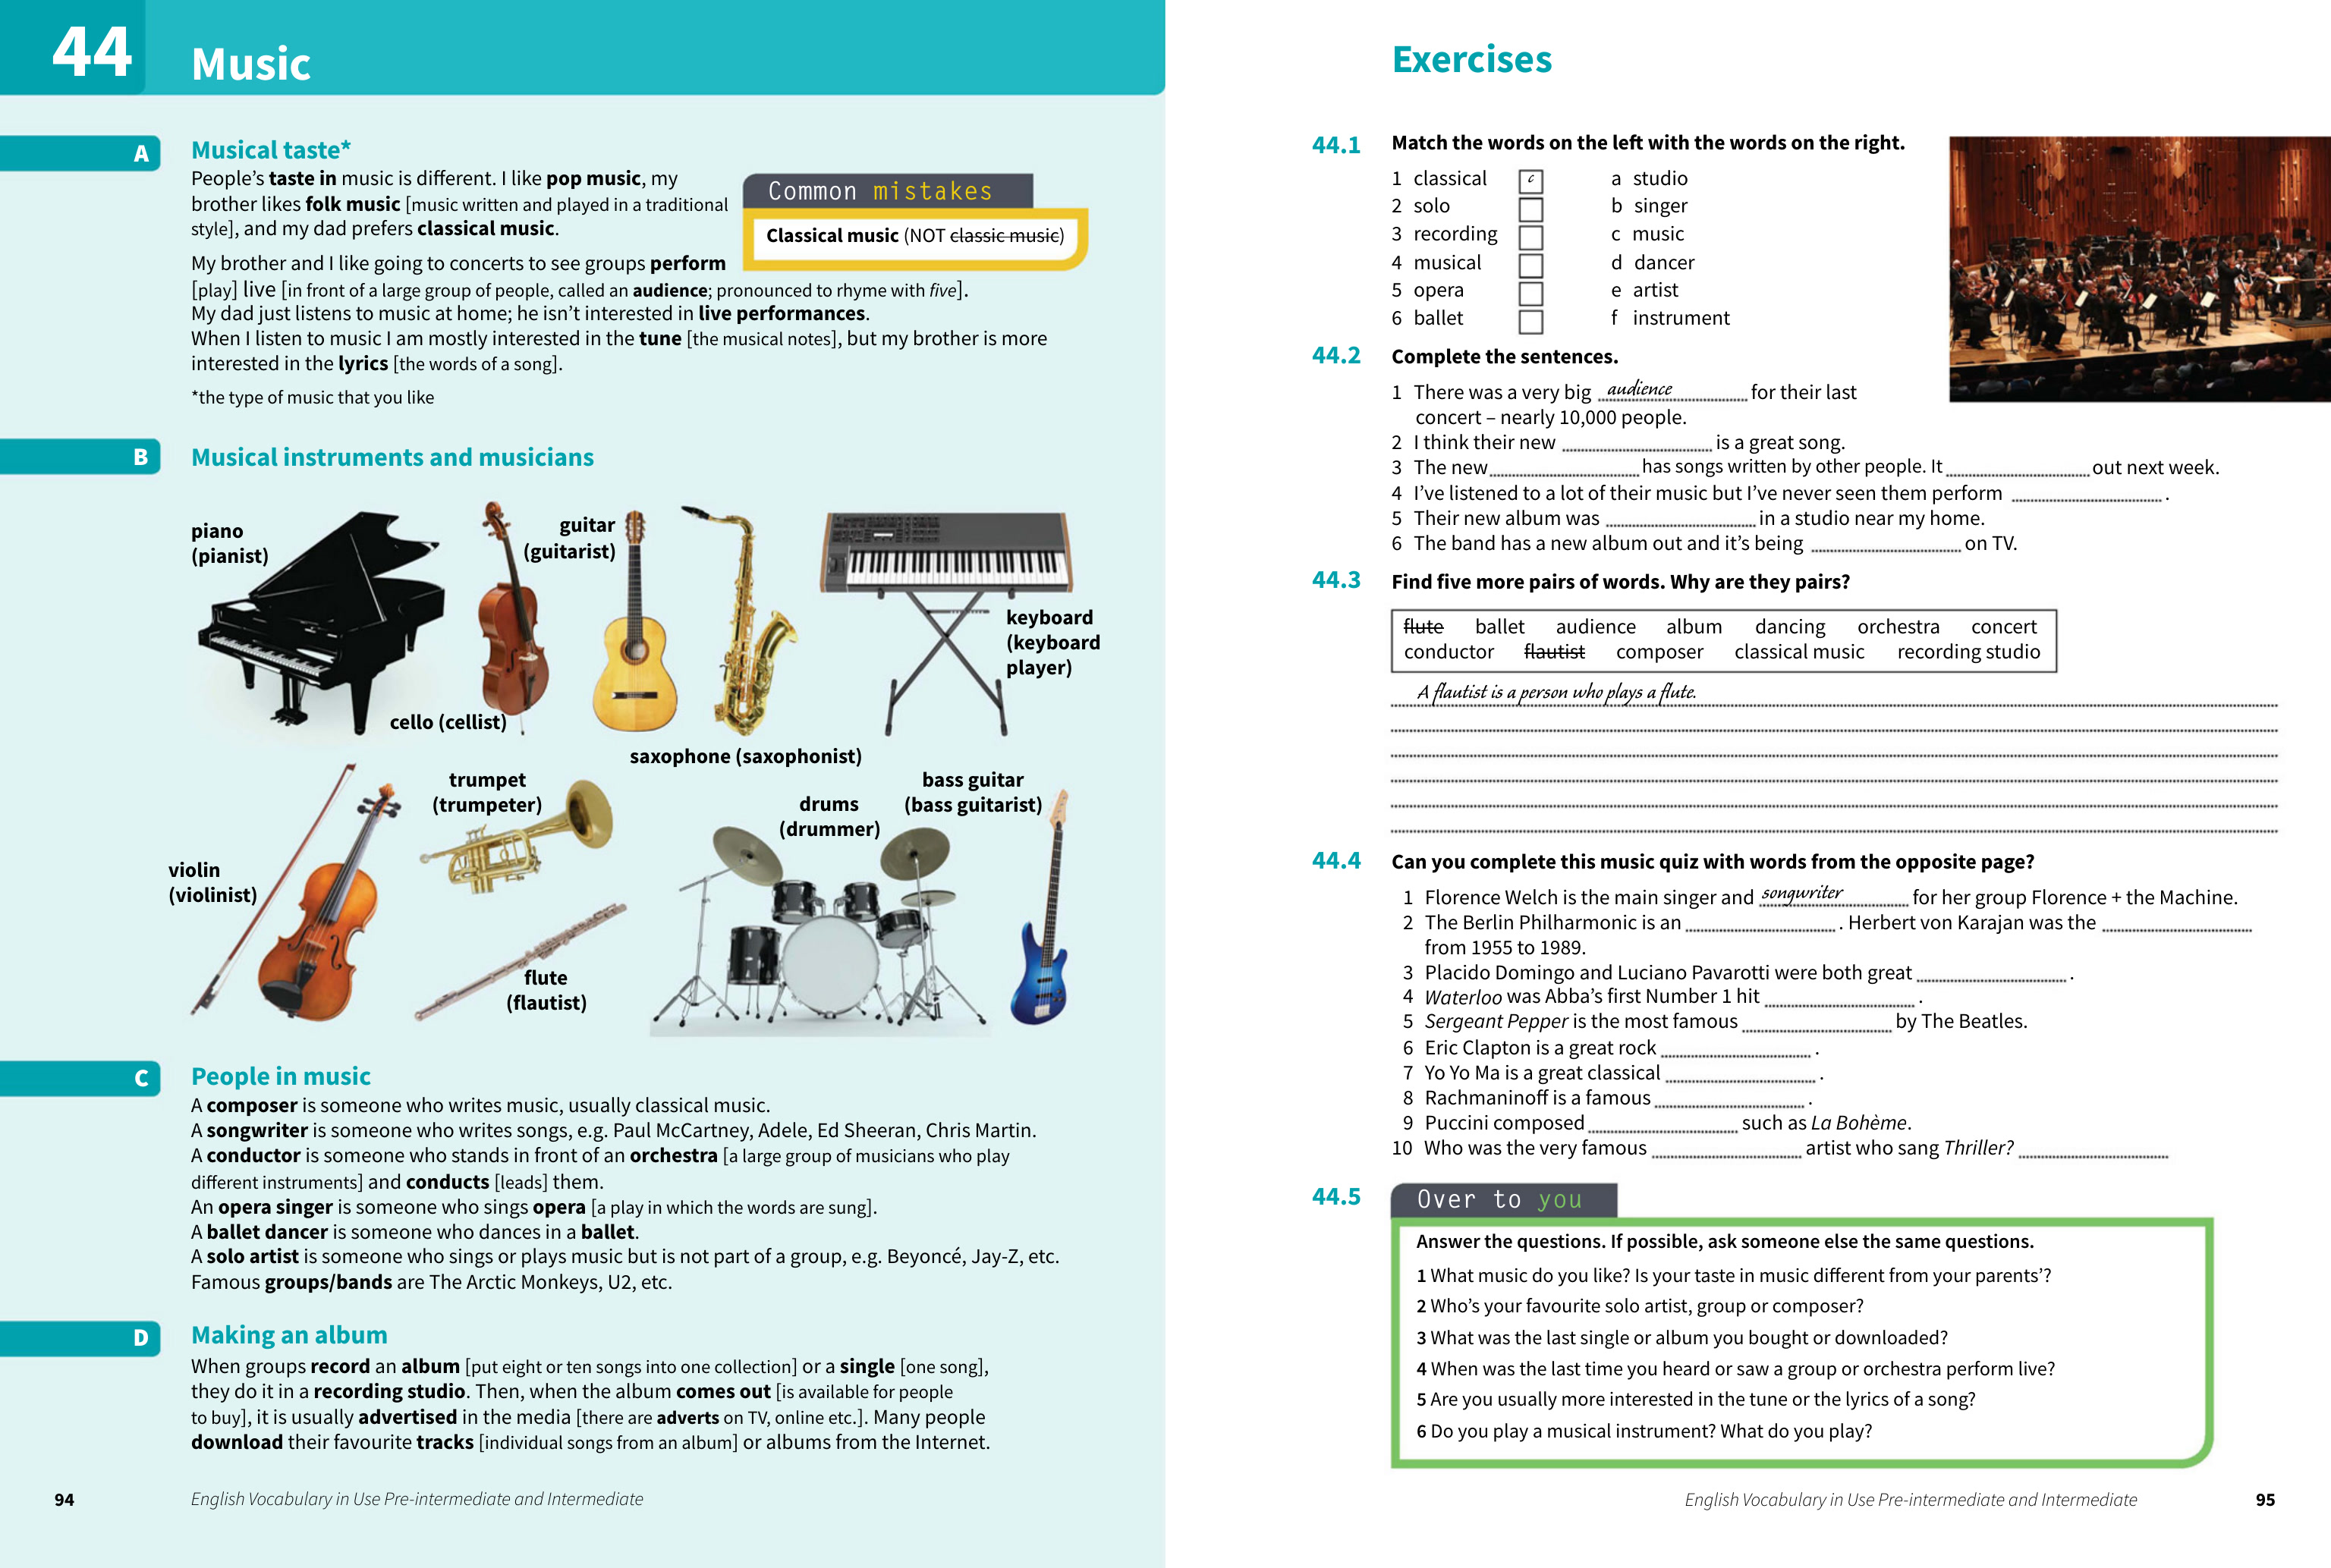 44
Music
A
Musical taste*
People's taste in music is different. I like pop music, my
brother likes folk music [music written and played in a traditional
style], and my dad prefers classical music.
Common mistakes
Classical music (NOT classic music)
My brother and I like going to concerts to see groups perform
[play] live [in front of a large group of people, called an audience; pronounced to rhyme with five].
My dad just listens to music at home; he isn't interested in live performances.
When I listen to music I am mostly interested in the tune [the musical notes], but my brother is more
interested in the lyrics [the words of a song].
*the type of music that you like
B
Musical instruments and musicians
piano
(pianist)
cello (cellist)
guitar
(guitarist)
saxophone (saxophonist)
keyboard
(keyboard
player)
violin
(violinist)
trumpet
(trumpeter)
flute
(flautist)
drums
(drummer)
bass guitar
(bass guitarist)
C
People in music
A composer is someone who writes music, usually classical music.
A songwriter is someone who writes songs, e.g. Paul McCartney, Adele, Ed Sheeran, Chris Martin.
A conductor is someone who stands in front of an orchestra [a large group of musicians who play
different instruments] and conducts [leads] them.
An opera singer is someone who sings opera [a play in which the words are sung].
A ballet dancer is someone who dances in a ballet.
A solo artist is someone who sings or plays music but is not part of a group, e.g. Beyoncé, Jay-Z, etc.
Famous groups/bands are The Arctic Monkeys, U2, etc.
D
Making an album
When groups record an album [put eight or ten songs into one collection] or a single [one song],
they do it in a recording studio. Then, when the album comes out [is available for people
to buy], it is usually advertised in the media [there are adverts on TV, online etc.]. Many people
download their favourite tracks [individual songs from an album] or albums from the Internet.
94
English Vocabulary in Use Pre-intermediate and Intermediate
Exercises
44.1 Match the words on the left with the words on the right.
1 classical c a studio
2 solo b singer
3 recording c music
4 musical d dancer
5 opera e artist
6 ballet f instrument
44.2 Complete the sentences.
1 There was a very big audience for their last
concert – nearly 10,000 people.
2 I think their new is a great song.
3 The new has songs written by other people. It out next week.
4 I've listened to a lot of their music but I've never seen them perform .
5 Their new album was in a studio near my home.
6 The band has a new album out and it's being on TV.
44.3 Find five more pairs of words. Why are they pairs?
flute ballet audience album dancing orchestra concert
conductor flautist composer classical music recording studio
A flautist is a person who plays a flute.
44.4 Can you complete this music quiz with words from the opposite page?
1 Florence Welch is the main singer and songwriter for her group Florence + the Machine.
2 The Berlin Philharmonic is an . Herbert von Karajan was the
from 1955 to 1989.
3 Placido Domingo and Luciano Pavarotti were both great .
4 Waterloo was Abba's first Number 1 hit .
5 Sergeant Pepper is the most famous by The Beatles.
6 Eric Clapton is a great rock .
7 Yo Yo Ma is a great classical .
8 Rachmaninoff is a famous .
9 Puccini composed such as La Bohème.
10 Who was the very famous artist who sang Thriller?
44.5
Over to you
Answer the questions. If possible, ask someone else the same questions.
1 What music do you like? Is your taste in music different from your parents'?
2 Who's your favourite solo artist, group or composer?
3 What was the last single or album you bought or downloaded?
4 When was the last time you heard or saw a group or orchestra perform live?
5 Are you usually more interested in the tune or the lyrics of a song?
6 Do you play a musical instrument? What do you play?
English Vocabulary in Use Pre-intermediate and Intermediate
95